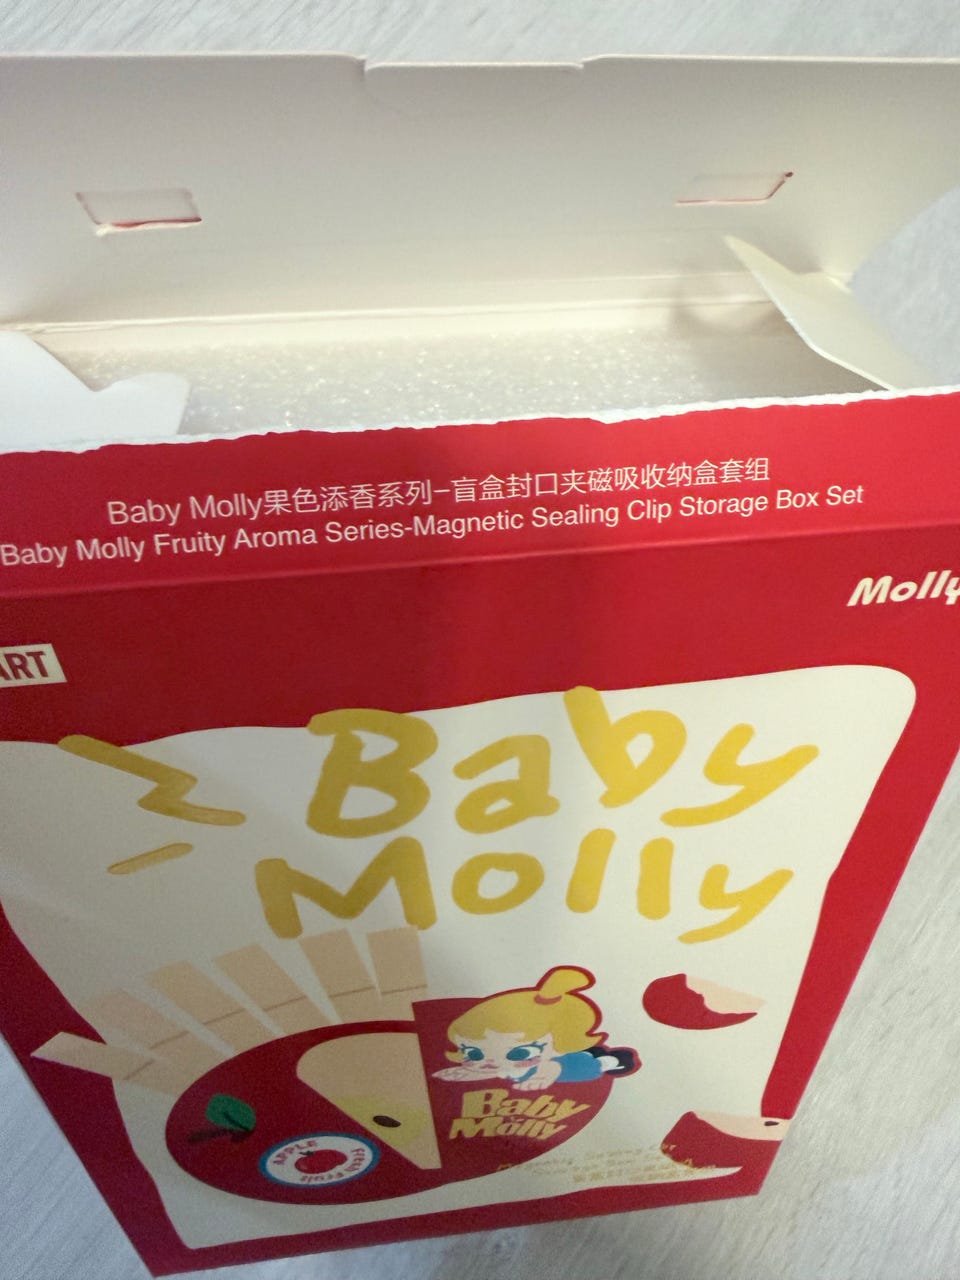 Baby Molly果色添香系列-盲盒封口夹磁吸收纳盒套组
Baby Molly Fruity Aroma Series-Magnetic Sealing Clip Storage Box Set
Molly
ART
Baby
Molly
Baby
Molly
APPLE
Fresh Fruit